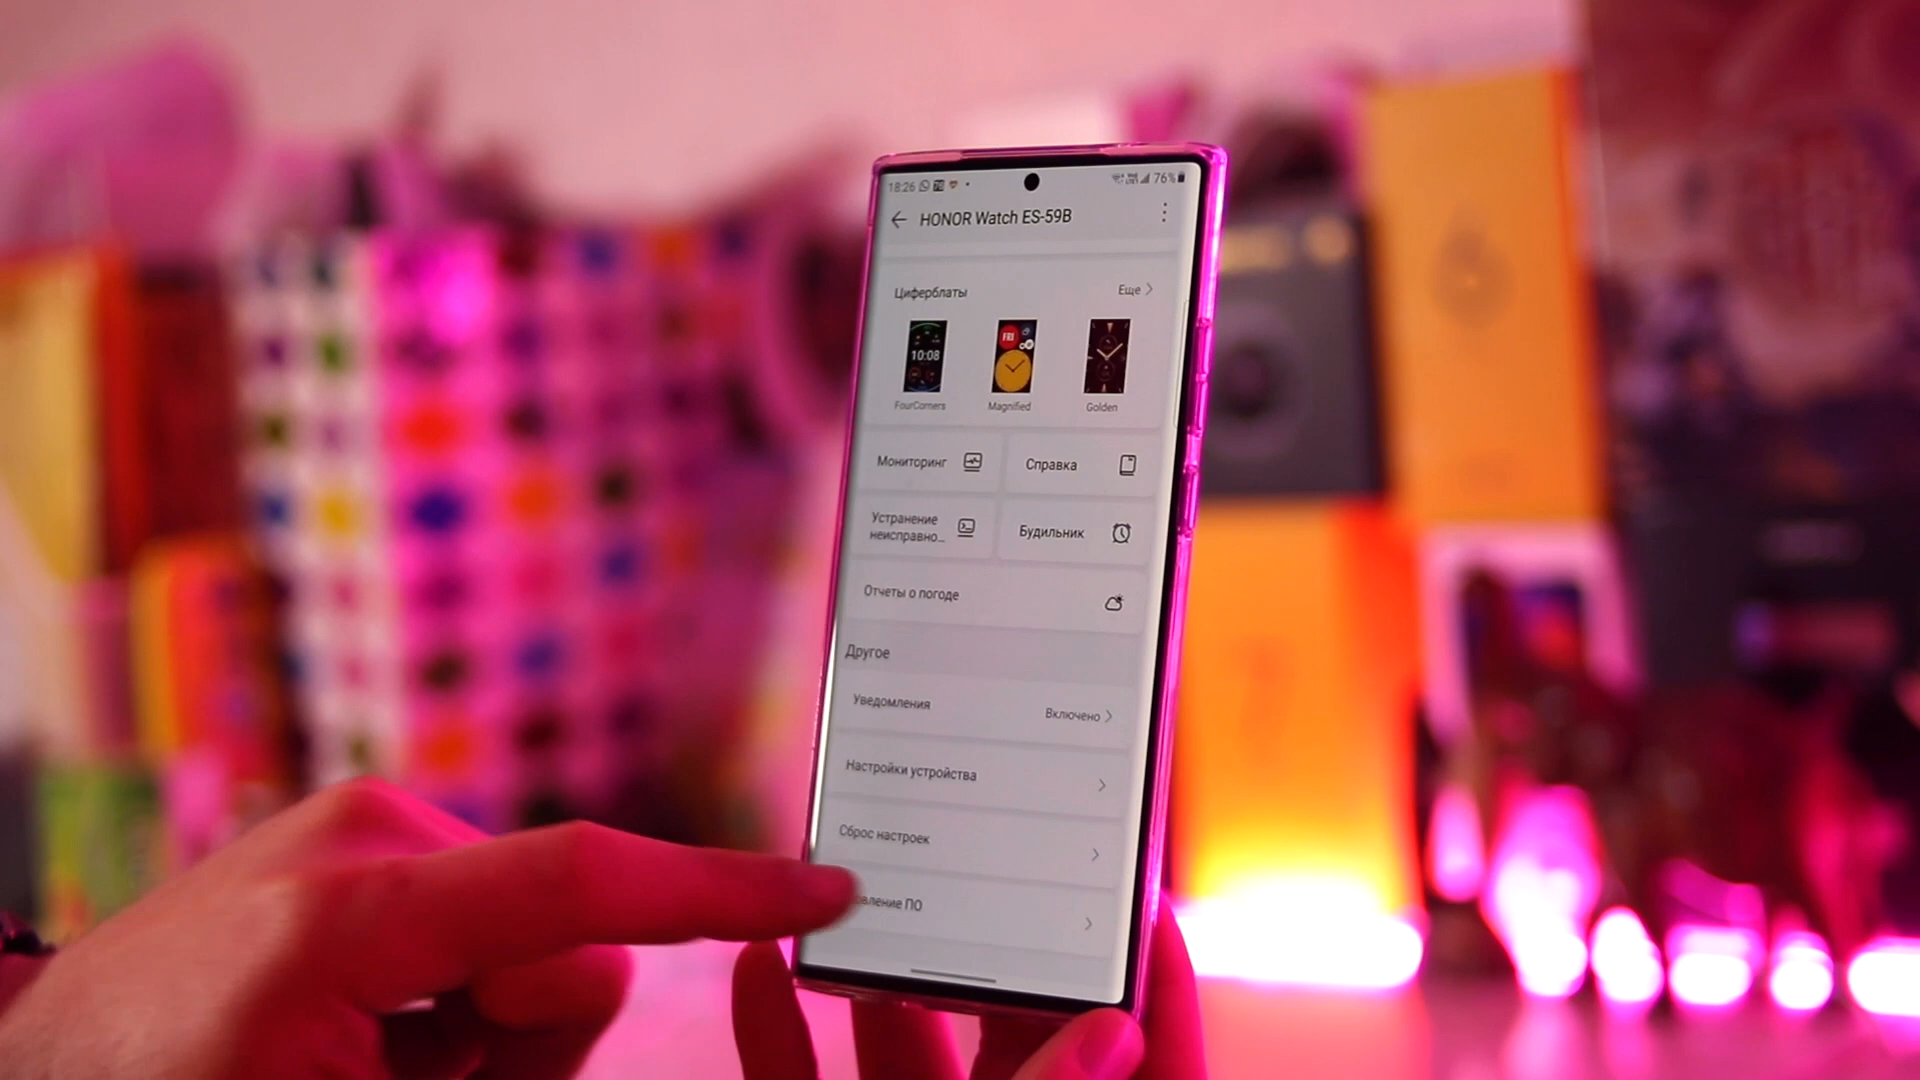 18:26 76%
HONOR Watch ES-59B
Циферблаты Еще
10:08 FRI
FourCorners Magnified Golden
Мониторинг Справка
Устранение
неисправно... Будильник
Отчеты о погоде
Другое
Уведомления Включено
Настройки устройства
Сброс настроек
вление ПО